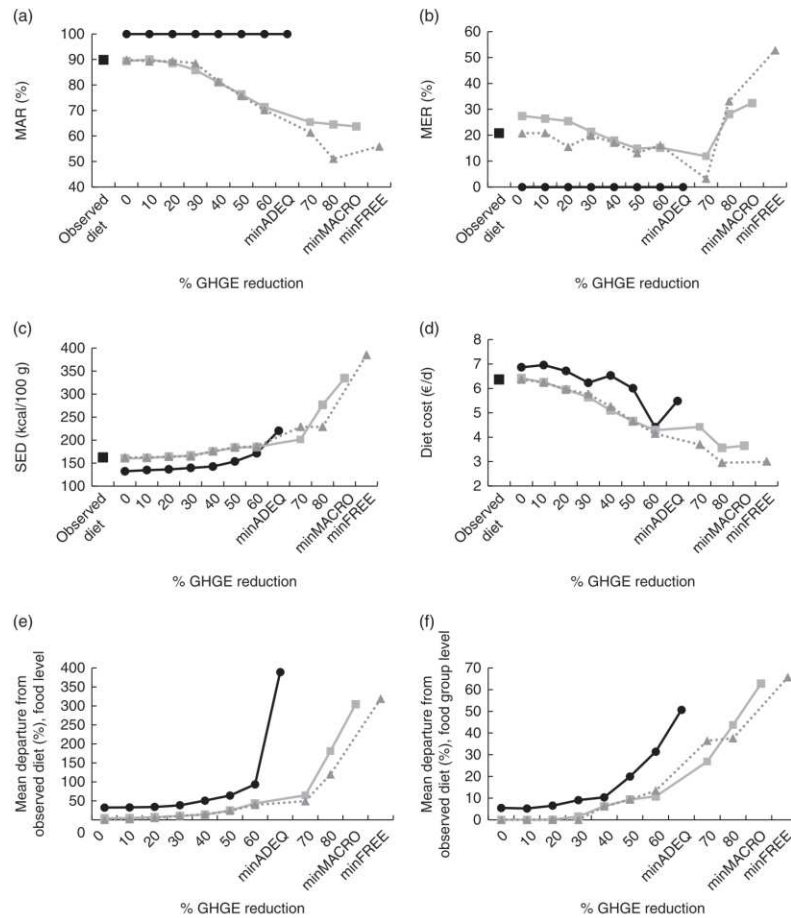 (a)
100
90
80
70
60
50
40
MAR (%)
Observed
diet
0
10
20
30
40
50
60
minADEQ
70
80
minMACRO
minFREE
% GHGE reduction
(b)
60
50
40
30
20
10
0
MER (%)
Observed
diet
0
10
20
30
40
50
60
minADEQ
70
80
minMACRO
minFREE
% GHGE reduction
(c)
400
350
300
250
200
150
100
SED (kcal/100 g)
Observed
diet
0
10
20
30
40
50
60
minADEQ
70
80
minMACRO
minFREE
% GHGE reduction
(d)
8
7
6
5
4
3
2
Diet cost (€/d)
Observed
diet
0
10
20
30
40
50
60
minADEQ
70
80
minMACRO
minFREE
% GHGE reduction
(e)
400
350
300
250
200
150
100
50
0
Mean departure from
observed diet (%), food level
0
10
20
30
40
50
60
minADEQ
70
80
minMACRO
minFREE
% GHGE reduction
(f)
70
60
50
40
30
20
10
0
Mean departure from
observed diet (%), food group level
0
10
20
30
40
50
60
minADEQ
70
80
minMACRO
minFREE
% GHGE reduction